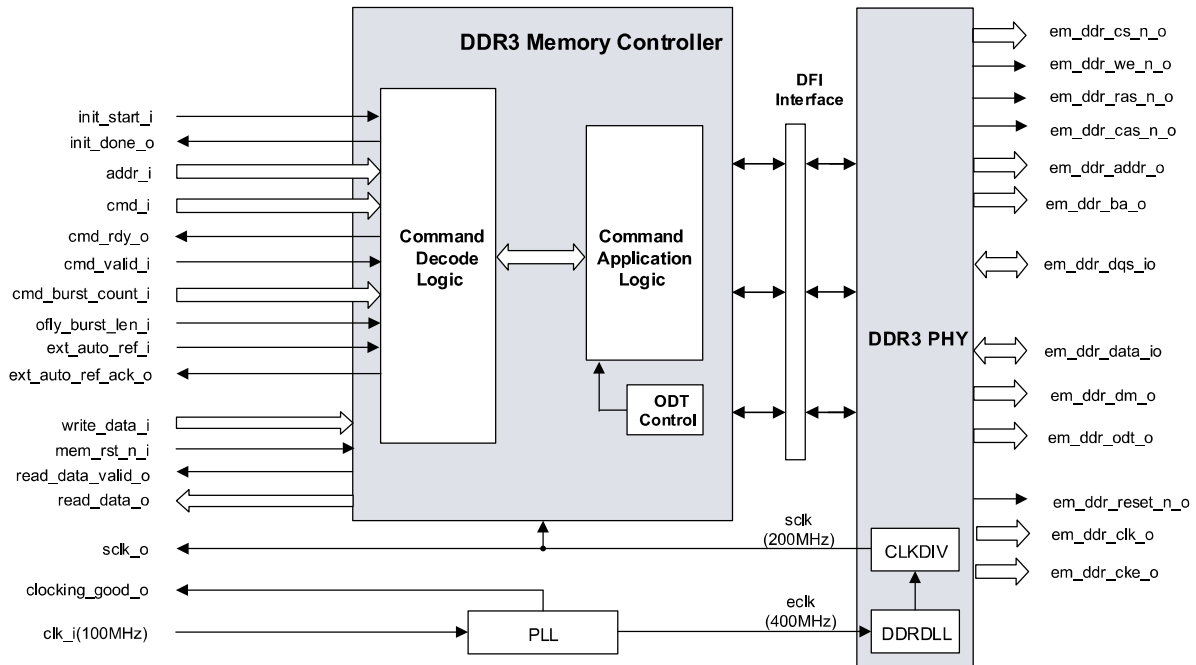 DDR3 Memory Controller
DFI
Interface
init_start_i
init_done_o
addr_i
cmd_i
cmd_rdy_o
cmd_valid_i
cmd_burst_count_i
ofly_burst_len_i
ext_auto_ref_i
ext_auto_ref_ack_o
write_data_i
mem_rst_n_i
read_data_valid_o
read_data_o
sclk_o
clocking_good_o
clk_i(100MHz)
Command
Decode
Logic
Command
Application
Logic
ODT
Control
PLL
sclk
(200MHz)
eclk
(400MHz)
DDR3 PHY
CLKDIV
DDRDLL
em_ddr_cs_n_o
em_ddr_we_n_o
em_ddr_ras_n_o
em_ddr_cas_n_o
em_ddr_addr_o
em_ddr_ba_o
em_ddr_dqs_io
em_ddr_data_io
em_ddr_dm_o
em_ddr_odt_o
em_ddr_reset_n_o
em_ddr_clk_o
em_ddr_cke_o